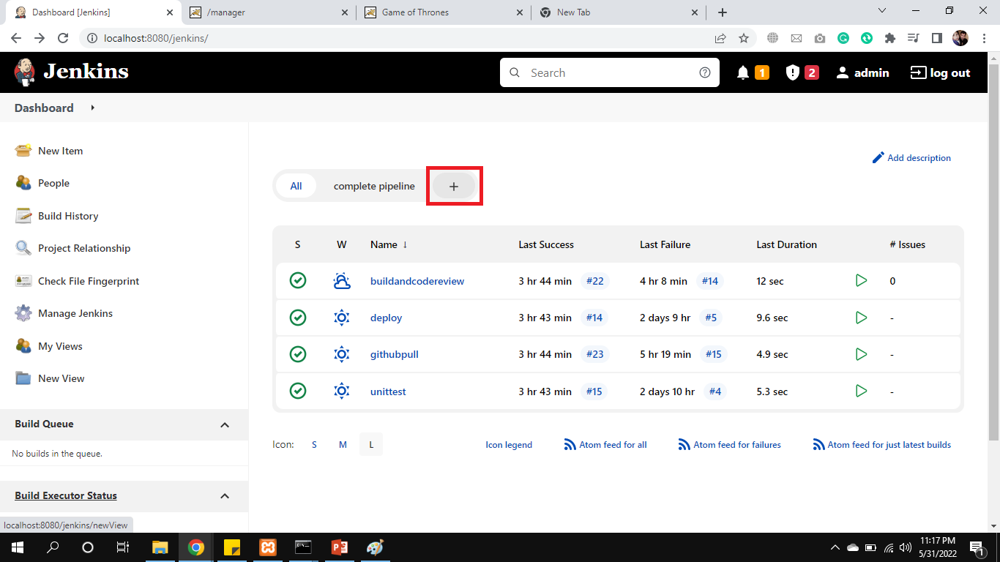 Dashboard [Jenkins] /manager Game of Thrones New Tab
localhost:8080/jenkins/
Jenkins Search 1 2 admin log out
Dashboard
New Item
People
Build History
Project Relationship
Check File Fingerprint
Manage Jenkins
My Views
New View
Build Queue
No builds in the queue.
Build Executor Status
localhost:8080/jenkins/newView
Add description
All complete pipeline +
S W Name ↓ Last Success Last Failure Last Duration # Issues
buildandcodereview 3 hr 44 min #22 4 hr 8 min #14 12 sec 0
deploy 3 hr 43 min #14 2 days 9 hr #5 9.6 sec -
githubpull 3 hr 44 min #23 5 hr 19 min #15 4.9 sec -
unittest 3 hr 43 min #15 2 days 10 hr #4 5.3 sec -
Icon: S M L Icon legend Atom feed for all Atom feed for failures Atom feed for just latest builds
11:17 PM
5/31/2022
1